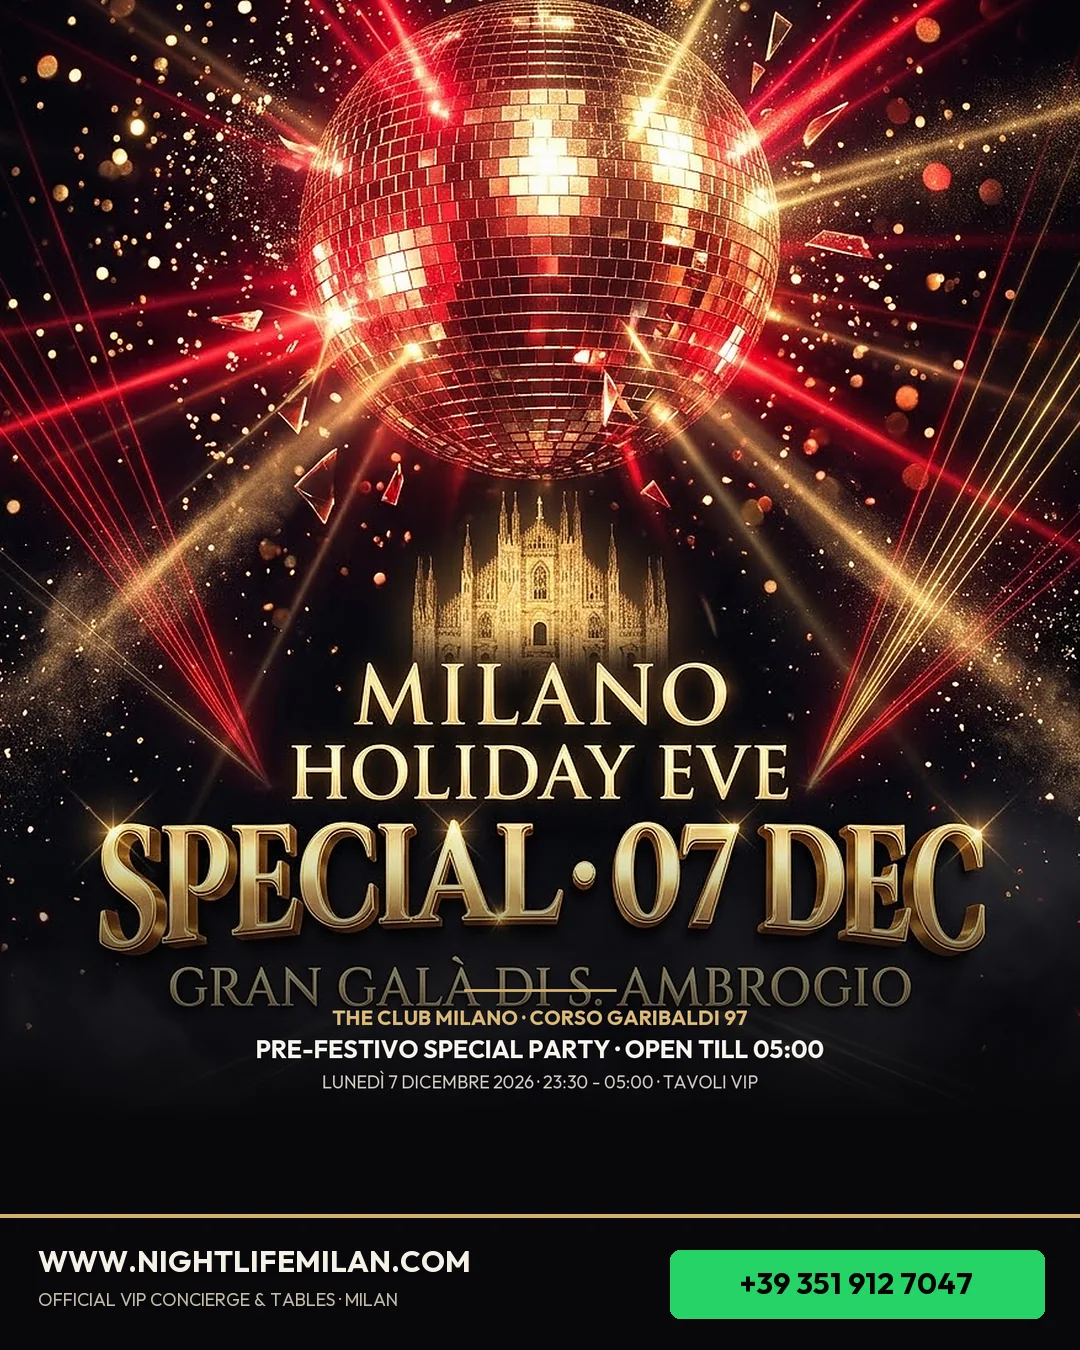 MILANO
HOLIDAY EVE
SPECIAL · 07 DEC
GRAN GALÀ DI S. AMBROGIO
THE CLUB MILANO · CORSO GARIBALDI 97
PRE-FESTIVO SPECIAL PARTY · OPEN TILL 05:00
LUNEDÌ 7 DICEMBRE 2026 · 23:30 - 05:00 · TAVOLI VIP
WWW.NIGHTLIFEMILAN.COM
OFFICIAL VIP CONCIERGE & TABLES · MILAN
+39 351 912 7047